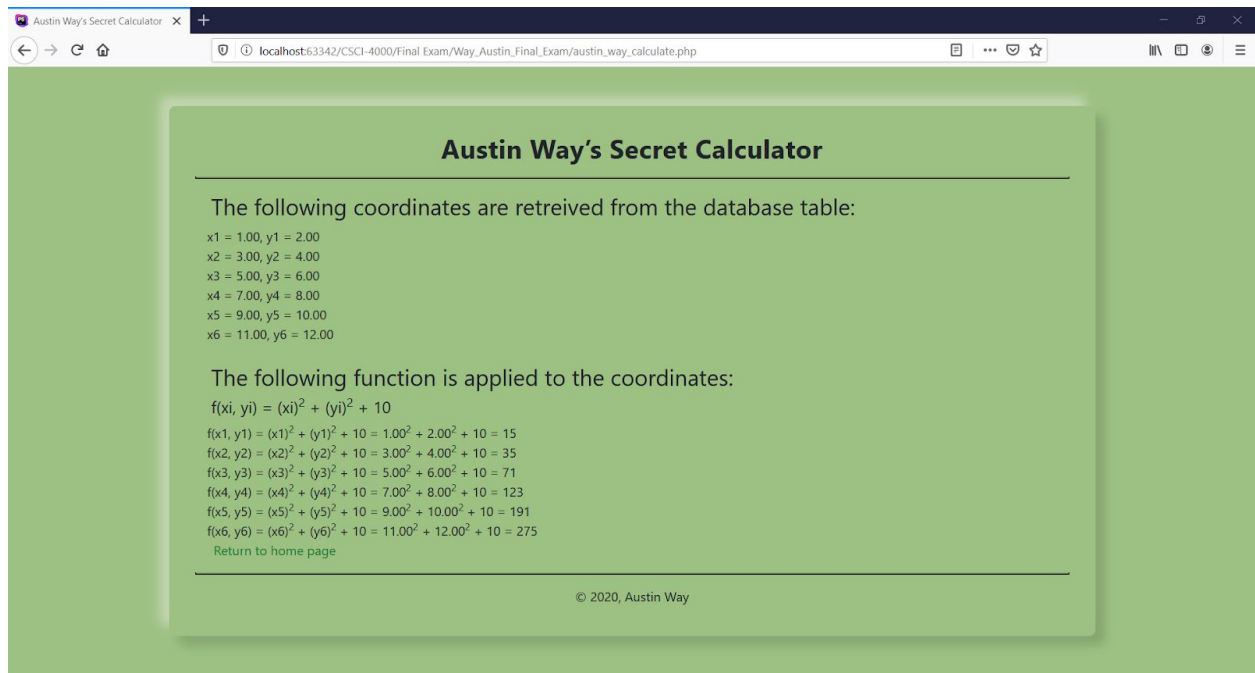 Austin Way's Secret Calculator
localhost:63342/CSCI-4000/Final Exam/Way_Austin_Final_Exam/austin_way_calculate.php
Austin Way's Secret Calculator
The following coordinates are retreived from the database table:
x1 = 1.00, y1 = 2.00
x2 = 3.00, y2 = 4.00
x3 = 5.00, y3 = 6.00
x4 = 7.00, y4 = 8.00
x5 = 9.00, y5 = 10.00
x6 = 11.00, y6 = 12.00
The following function is applied to the coordinates:
f(xi, yi) = (xi)² + (yi)² + 10
f(x1, y1) = (x1)² + (y1)² + 10 = 1.00² + 2.00² + 10 = 15
f(x2, y2) = (x2)² + (y2)² + 10 = 3.00² + 4.00² + 10 = 35
f(x3, y3) = (x3)² + (y3)² + 10 = 5.00² + 6.00² + 10 = 71
f(x4, y4) = (x4)² + (y4)² + 10 = 7.00² + 8.00² + 10 = 123
f(x5, y5) = (x5)² + (y5)² + 10 = 9.00² + 10.00² + 10 = 191
f(x6, y6) = (x6)² + (y6)² + 10 = 11.00² + 12.00² + 10 = 275
Return to home page
© 2020, Austin Way